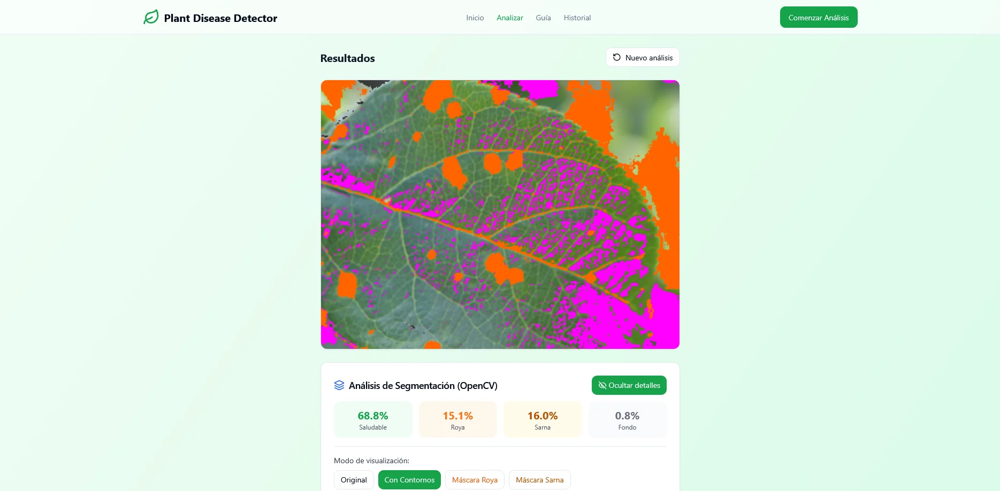 Plant Disease Detector
Inicio
Analizar
Guía
Historial
Comenzar Análisis
Resultados
Nuevo análisis
Análisis de Segmentación (OpenCV)
Ocultar detalles
68.8%
Saludable
15.1%
Roya
16.0%
Sarna
0.8%
Fondo
Modo de visualización:
Original
Con Contornos
Máscara Roya
Máscara Sarna